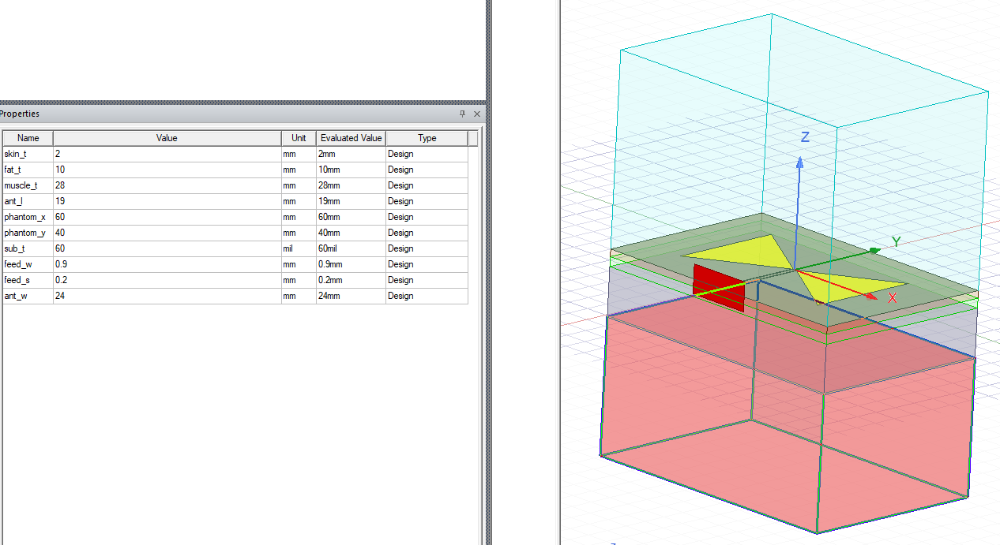 Properties
Name Value Unit Evaluated Value Type
skin_t 2 mm 2mm Design
fat_t 10 mm 10mm Design
muscle_t 28 mm 28mm Design
ant_l 19 mm 19mm Design
phantom_x 60 mm 60mm Design
phantom_y 40 mm 40mm Design
sub_t 60 mil 60mil Design
feed_w 0.9 mm 0.9mm Design
feed_s 0.2 mm 0.2mm Design
ant_w 24 mm 24mm Design
Z
Y
X